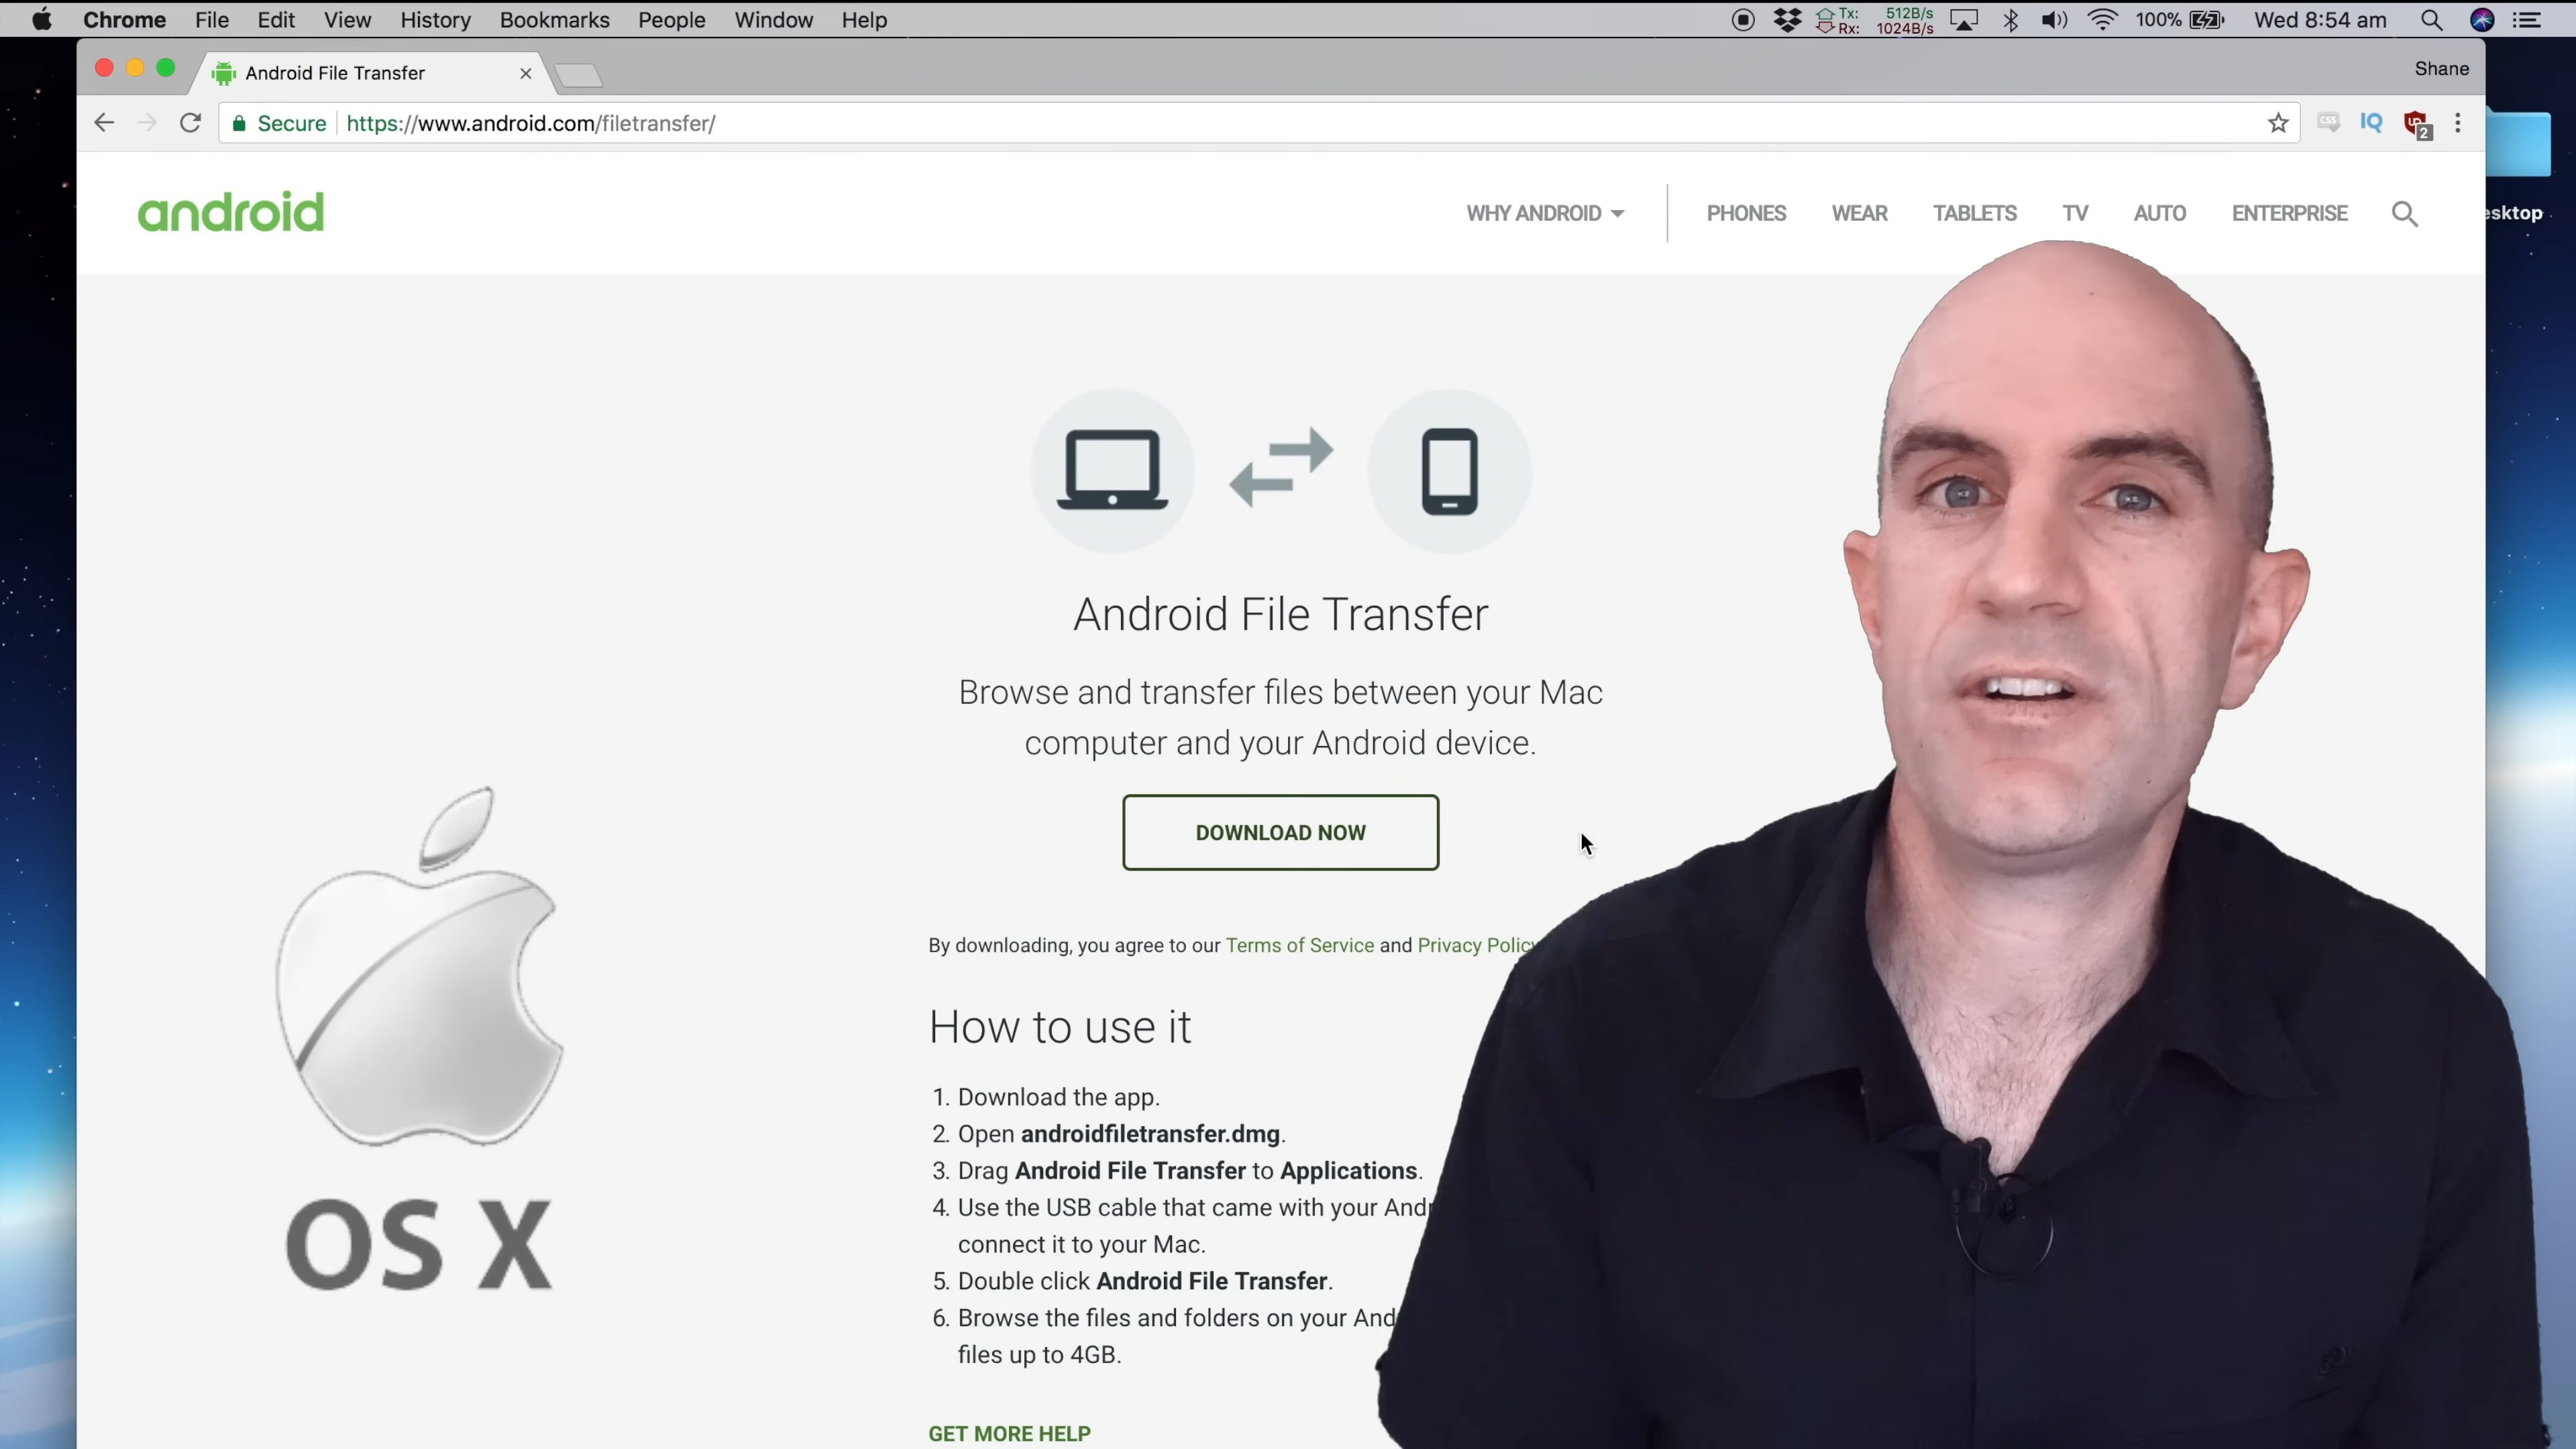 Chrome File Edit View History Bookmarks People Window Help Tx: 512B/s 100% Wed 8:54 am
Rx: 1024B/s
Android File Transfer Shane
Secure https://www.android.com/filetransfer/ CSS IQ 2
android WHY ANDROID PHONES WEAR TABLETS TV AUTO ENTERPRISE
esktop
Android File Transfer
Browse and transfer files between your Mac
computer and your Android device.
DOWNLOAD NOW
By downloading, you agree to our Terms of Service and Privacy Policy
How to use it
1. Download the app.
2. Open androidfiletransfer.dmg.
3. Drag Android File Transfer to Applications.
4. Use the USB cable that came with your Andr
connect it to your Mac.
5. Double click Android File Transfer.
6. Browse the files and folders on your And
files up to 4GB.
GET MORE HELP
OS X